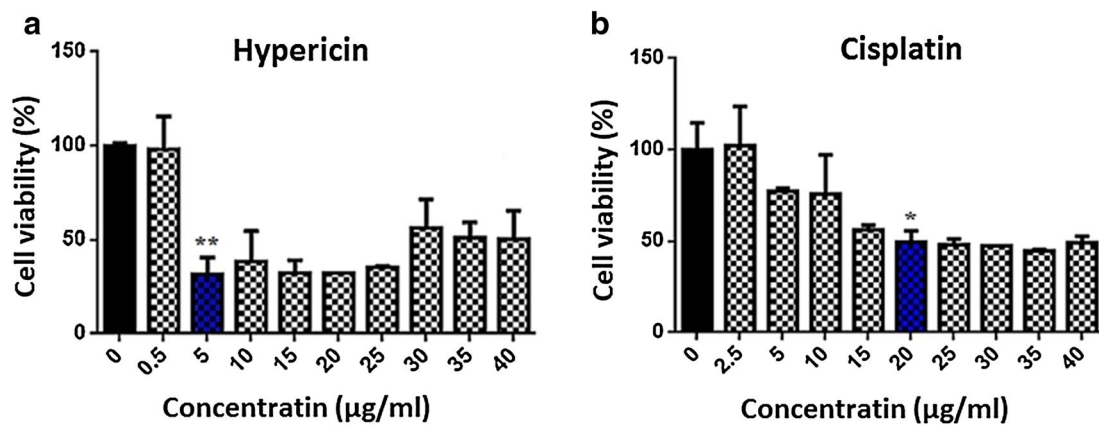 a
Hypericin
Cell viability (%)
150
100
50
0
**
0 0.5 5 10 15 20 25 30 35 40
Concentratin (µg/ml)
b
Cisplatin
Cell viability (%)
150
100
50
0
*
0 2.5 5 10 15 20 25 30 35 40
Concentratin (µg/ml)